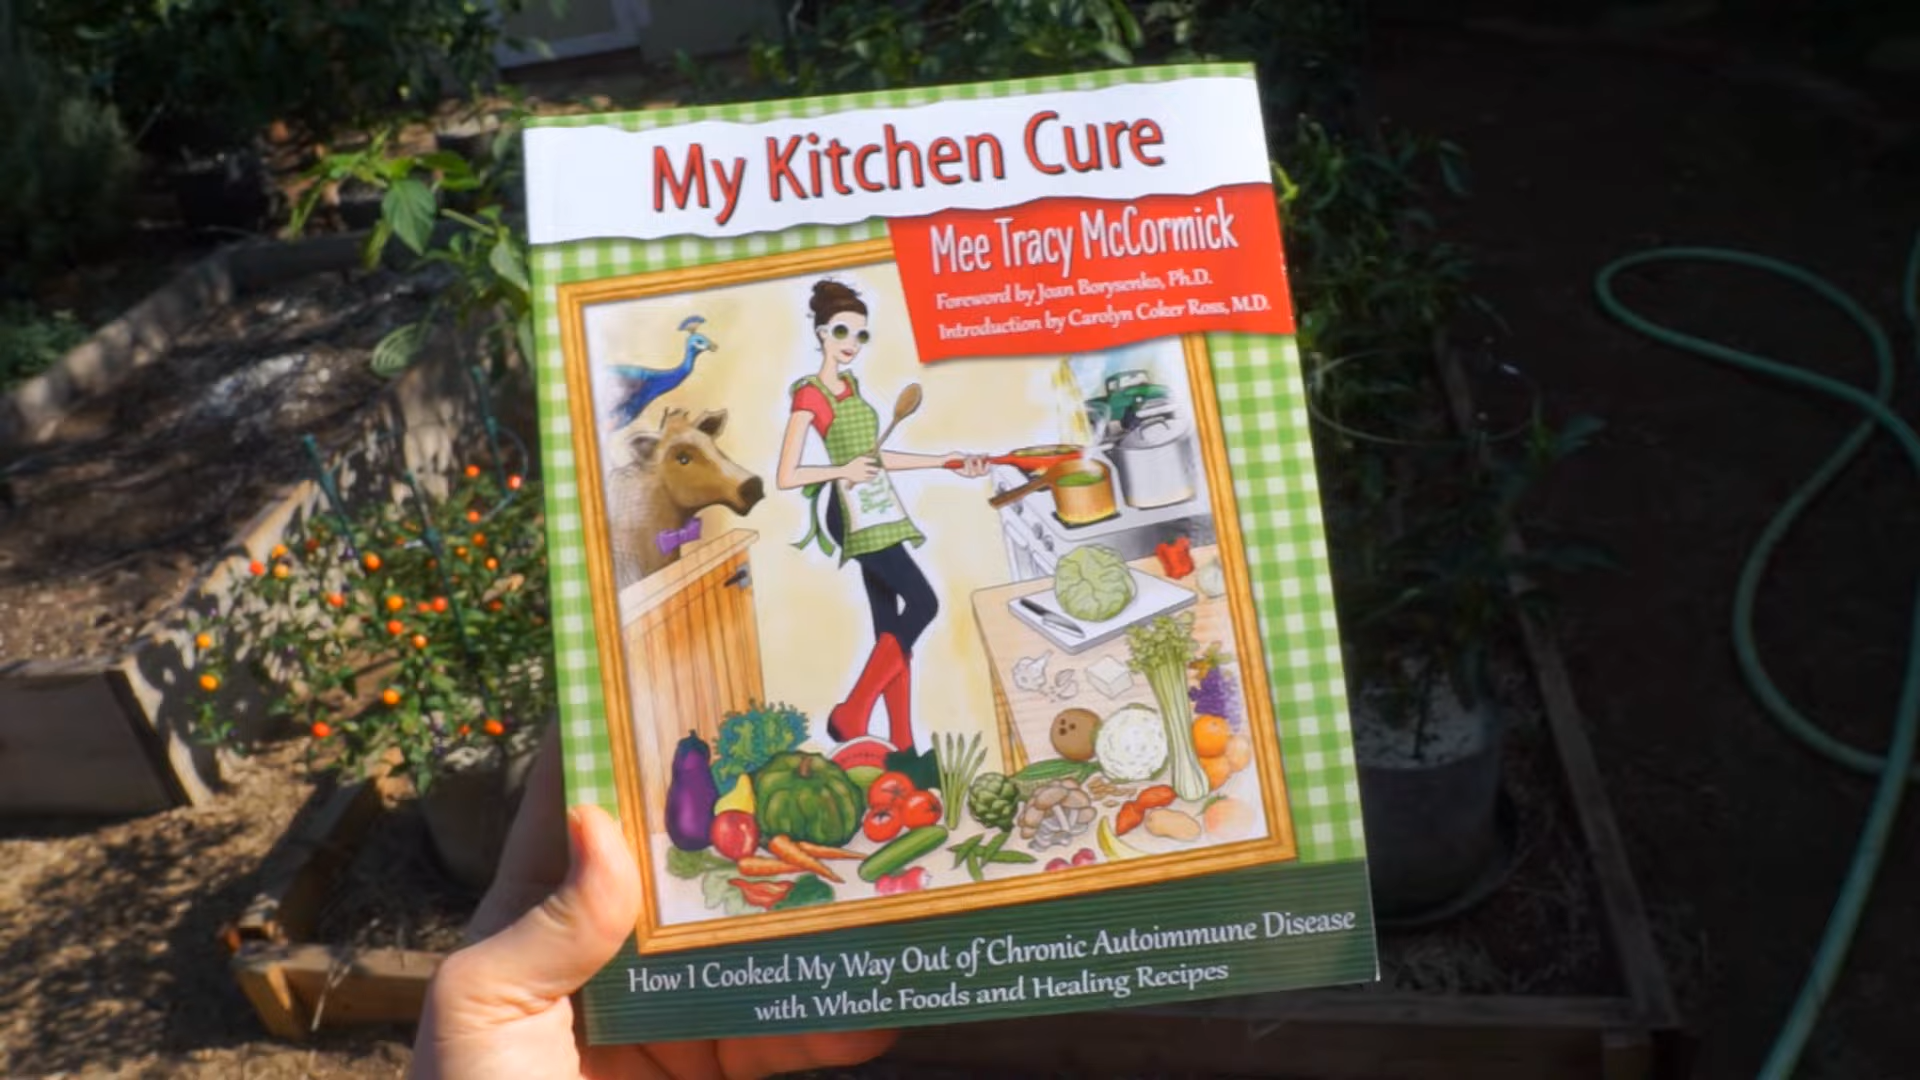 My Kitchen Cure
Mee Tracy McCormick
Foreword by Joan Borysenko, Ph.D.
Introduction by Carolyn Coker Ross, M.D.
How I Cooked My Way Out of Chronic Autoimmune Disease
with Whole Foods and Healing Recipes